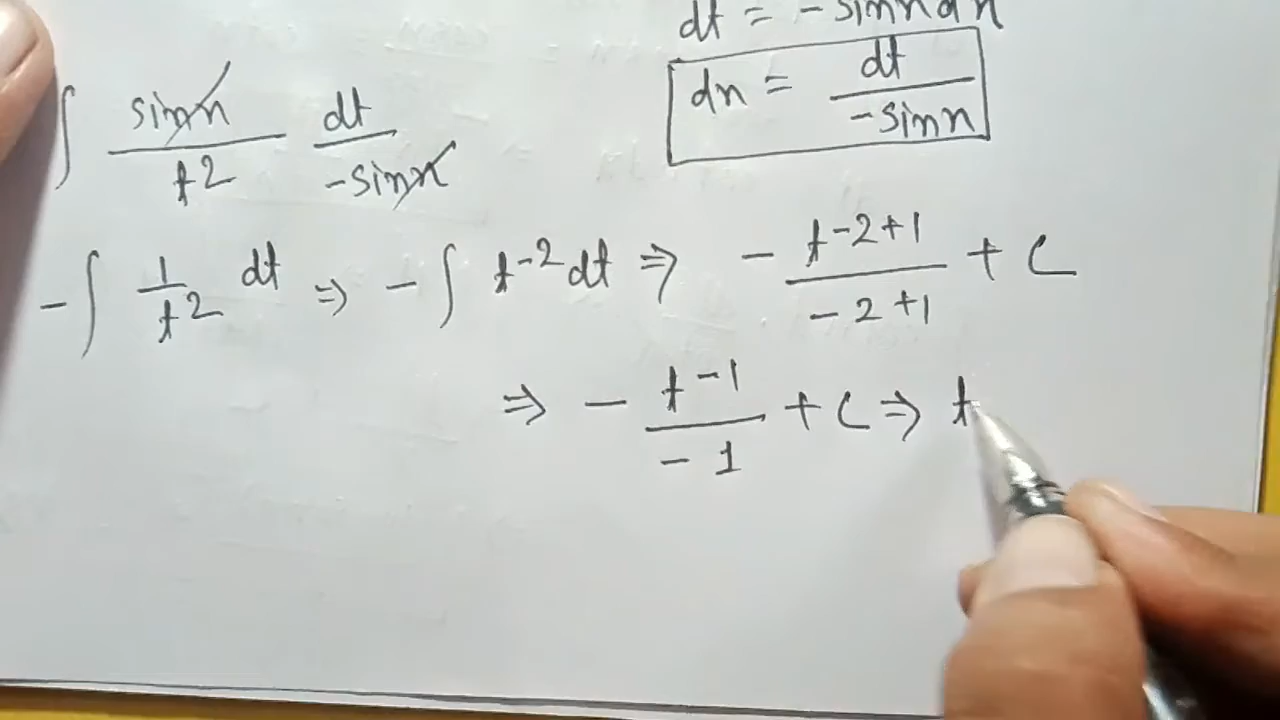 dt = - sinx dx
dx = dt / - sinx
∫ sinx / t² dt / - sinx
- ∫ 1 / t² dt ⇒ - ∫ t⁻² dt ⇒ - t⁻²⁺¹ / -2+1 + C
⇒ - t⁻¹ / -1 + C ⇒ t